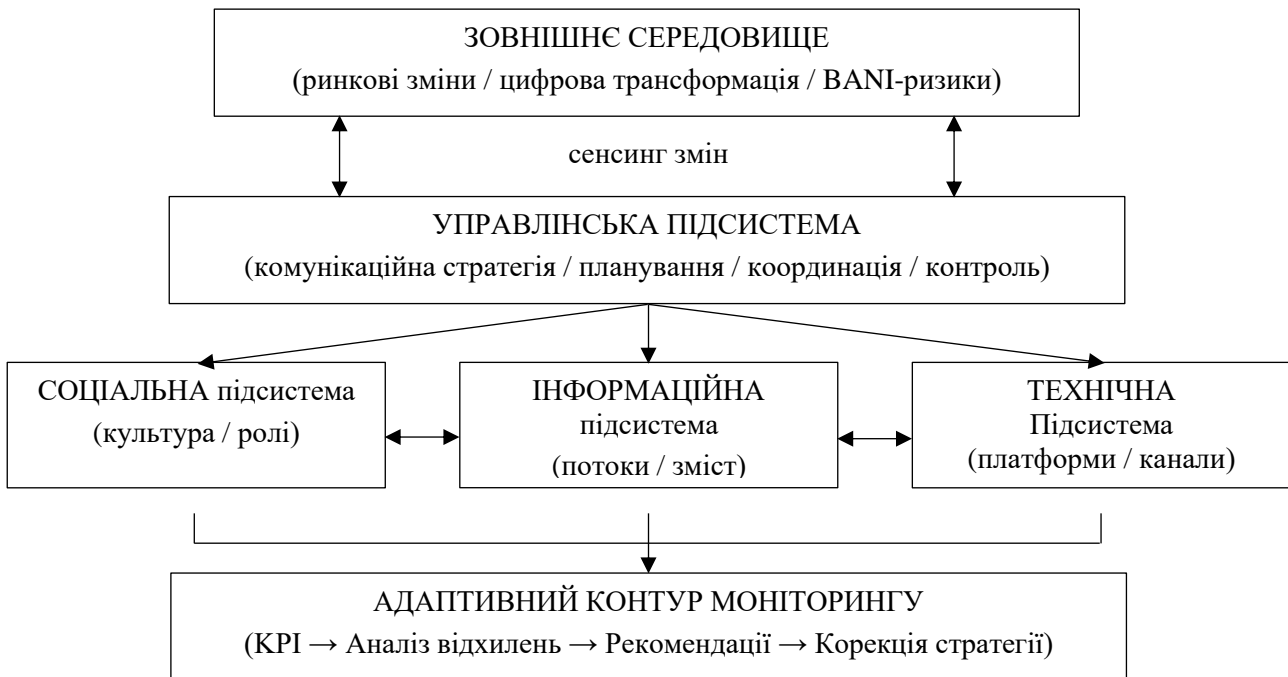 ЗОВНІШНЄ СЕРЕДОВИЩЕ
(ринкові зміни / цифрова трансформація / BANI-ризики)
сенсинг змін
УПРАВЛІНСЬКА ПІДСИСТЕМА
(комунікаційна стратегія / планування / координація / контроль)
СОЦІАЛЬНА підсистема
(культура / ролі)
ІНФОРМАЦІЙНА
підсистема
(потоки / зміст)
ТЕХНІЧНА
Підсистема
(платформи / канали)
АДАПТИВНИЙ КОНТУР МОНІТОРИНГУ
(KPI → Аналіз відхилень → Рекомендації → Корекція стратегії)